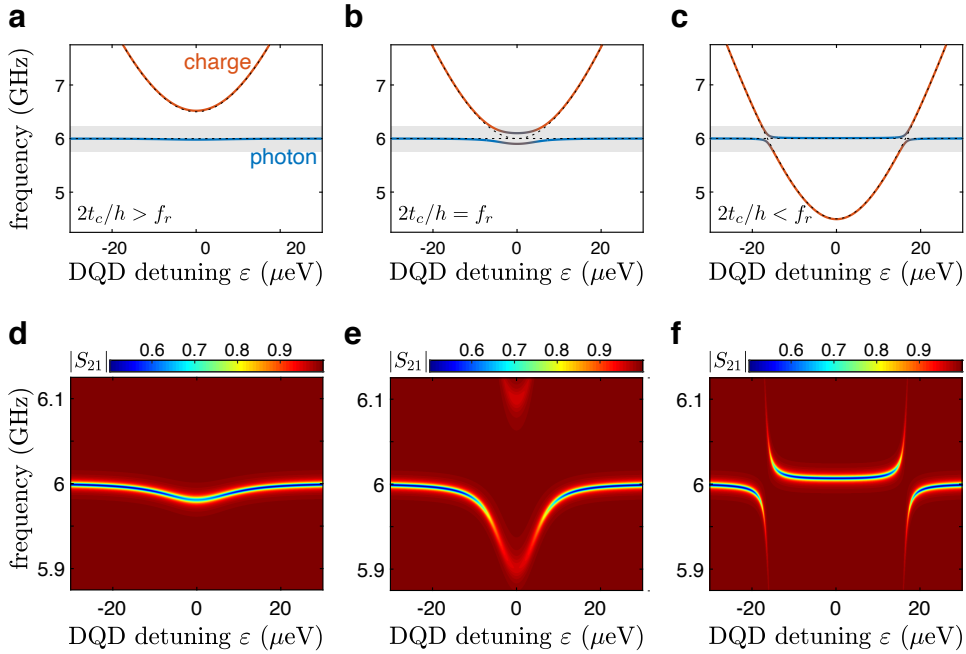 a
b
c
frequency (GHz)
7
6
5
charge
photon
2t_c/h > f_r
-20
0
20
DQD detuning ε (μeV)
7
6
5
2t_c/h = f_r
-20
0
20
DQD detuning ε (μeV)
7
6
5
2t_c/h < f_r
-20
0
20
DQD detuning ε (μeV)
d
e
f
|S_21|
0.6 0.7 0.8 0.9
frequency (GHz)
6.1
6
5.9
-20
0
20
DQD detuning ε (μeV)
|S_21|
0.6 0.7 0.8 0.9
6.1
6
5.9
-20
0
20
DQD detuning ε (μeV)
|S_21|
0.6 0.7 0.8 0.9
6.1
6
5.9
-20
0
20
DQD detuning ε (μeV)